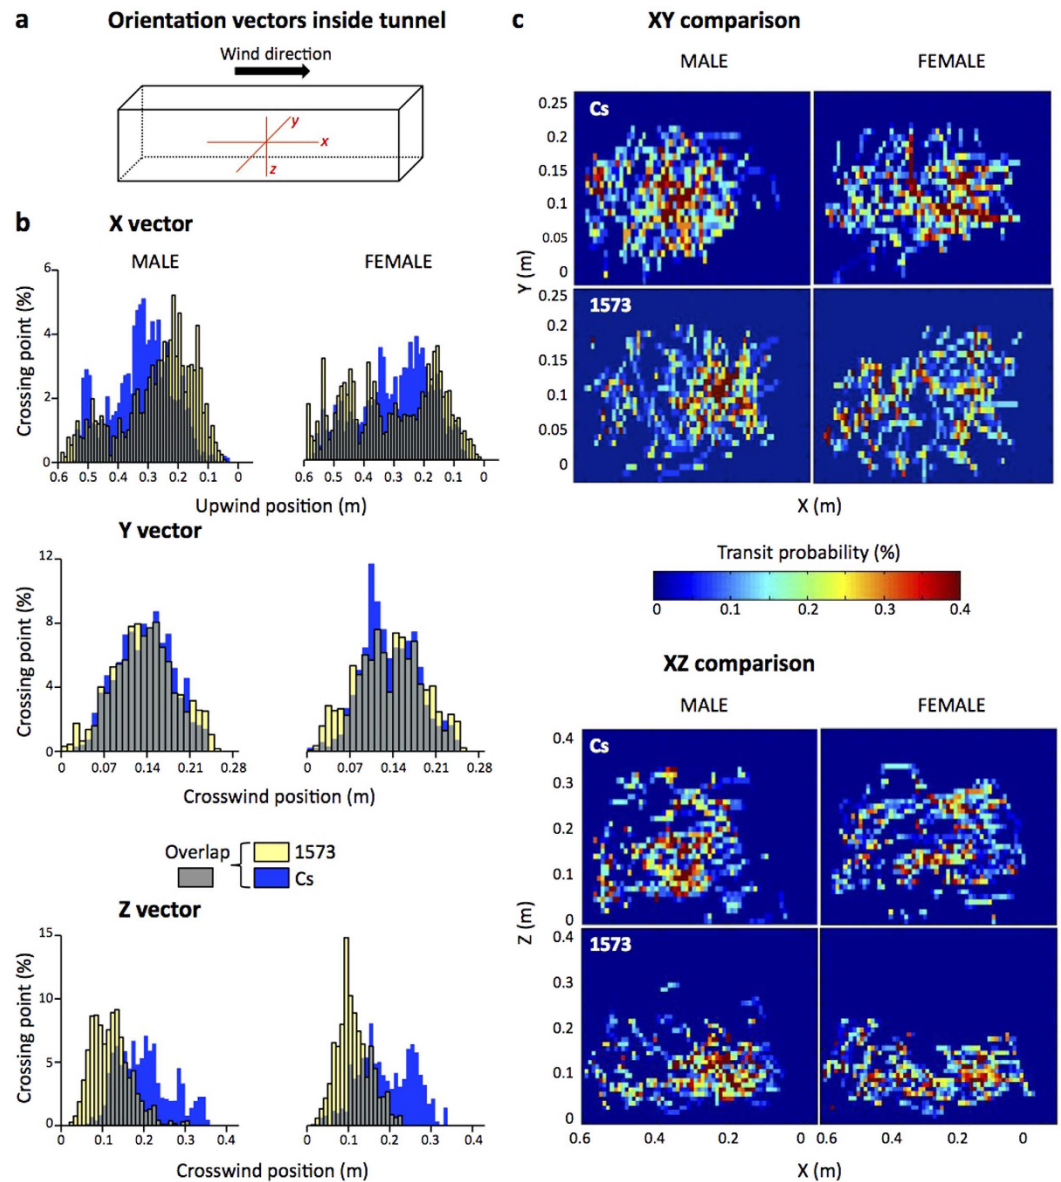 a Orientation vectors inside tunnel
Wind direction
y
x
z
b X vector
MALE FEMALE
Crossing point (%)
6
4
2
0
0.6 0.5 0.4 0.3 0.2 0.1 0
0.6 0.5 0.4 0.3 0.2 0.1 0
Upwind position (m)
Y vector
Crossing point (%)
12
8
4
0
0 0.07 0.14 0.21 0.28
0 0.07 0.14 0.21 0.28
Crosswind position (m)
Overlap
1573
Cs
Z vector
Crossing point (%)
15
10
5
0
0 0.1 0.2 0.3 0.4
0 0.1 0.2 0.3 0.4
Crosswind position (m)
c XY comparison
MALE FEMALE
Cs
0.25
0.20
0.15
0.1
0.05
0
Y (m)
1573
0.25
0.20
0.15
0.1
0.05
0
X (m)
Transit probability (%)
0 0.1 0.2 0.3 0.4
XZ comparison
MALE FEMALE
Cs
0.4
0.3
0.2
0.1
0
Z (m)
1573
0.4
0.3
0.2
0.1
0
0.6 0.4 0.2 0
0.6 0.4 0.2 0
X (m)